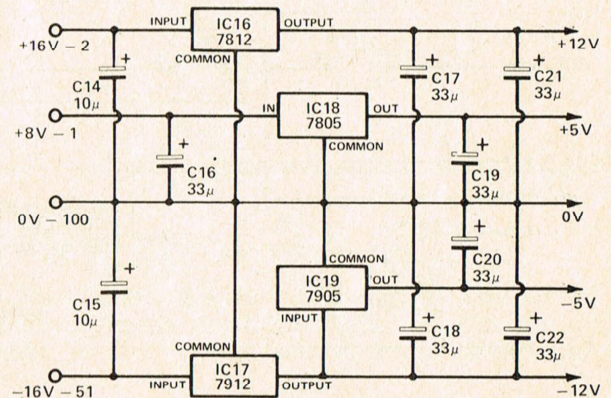 INPUT
IC16
7812
OUTPUT
COMMON
+16V – 2
+12V
C14
10μ
+
C17
33μ
+
C21
33μ
+
IN
IC18
7805
OUT
COMMON
+8V – 1
+5V
C16
33μ
+
C19
33μ
+
0V – 100
0V
COMMON
IC19
7905
OUT
INPUT
C20
33μ
+
–5V
C15
10μ
+
C18
33μ
+
C22
33μ
+
COMMON
INPUT
IC17
7912
OUTPUT
–16V – 51
–12V